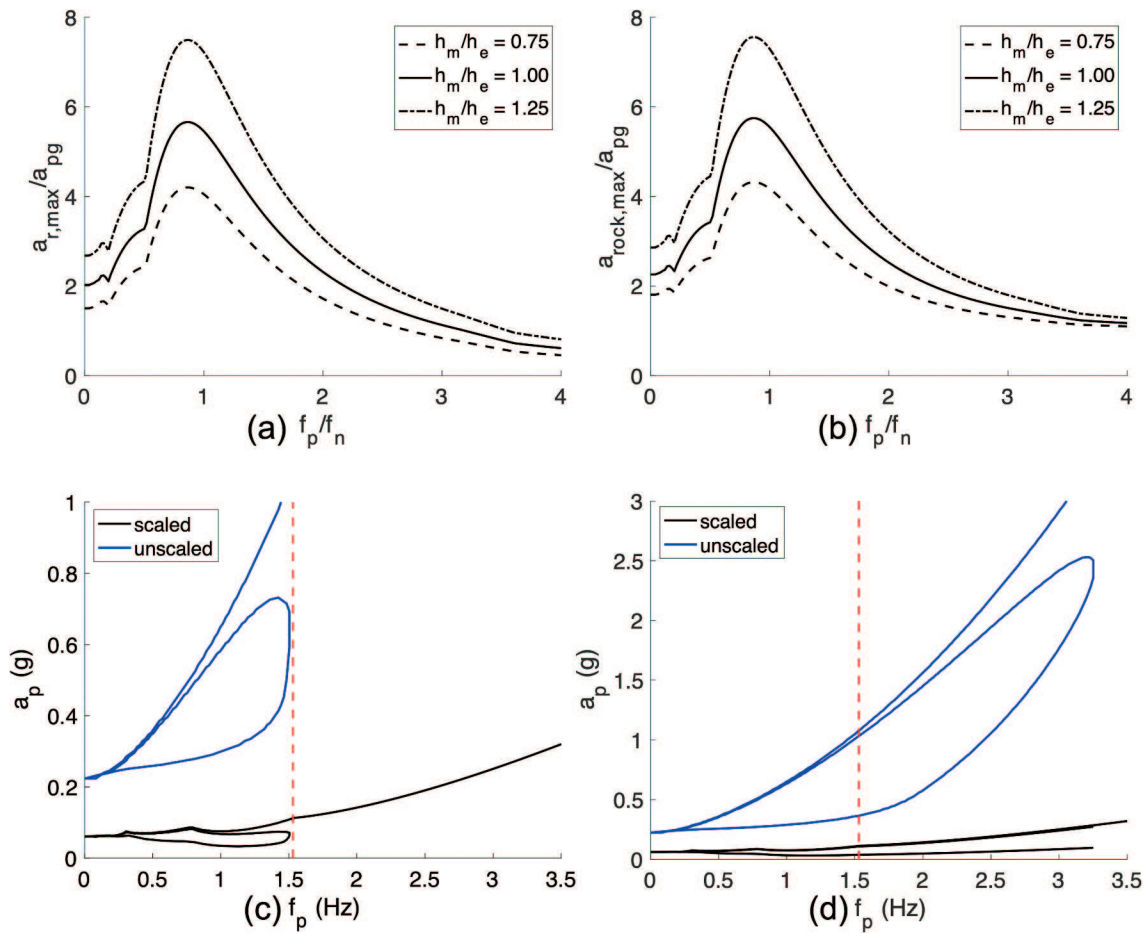 8
6
4
2
0
a_r,max/a_pg
h_m/h_e = 0.75
h_m/h_e = 1.00
h_m/h_e = 1.25
0 1 2 3 4
(a) f_p/f_n
8
6
4
2
0
a_rock,max/a_pg
h_m/h_e = 0.75
h_m/h_e = 1.00
h_m/h_e = 1.25
0 1 2 3 4
(b) f_p/f_n
1
0.8
0.6
0.4
0.2
0
a_p (g)
scaled
unscaled
0 0.5 1 1.5 2 2.5 3 3.5
(c) f_p (Hz)
3
2.5
2
1.5
1
0.5
0
a_p (g)
scaled
unscaled
0 0.5 1 1.5 2 2.5 3 3.5
(d) f_p (Hz)